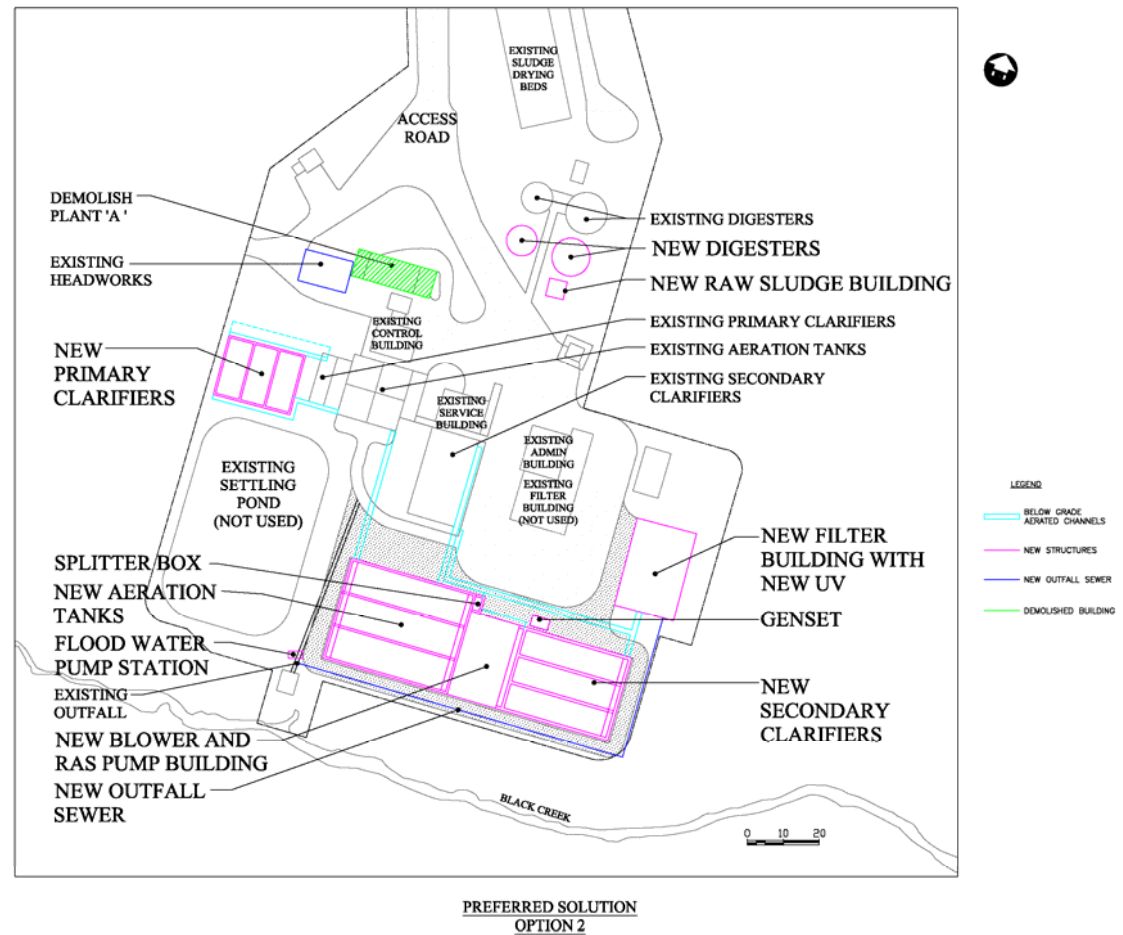 EXISTING
SLUDGE
DRYING
BEDS
ACCESS
ROAD
DEMOLISH
PLANT 'A '
EXISTING
HEADWORKS
EXISTING DIGESTERS
NEW DIGESTERS
NEW RAW SLUDGE BUILDING
EXISTING
CONTROL
BUILDING
EXISTING PRIMARY CLARIFIERS
EXISTING AERATION TANKS
EXISTING SECONDARY
CLARIFIERS
NEW
PRIMARY
CLARIFIERS
EXISTING
SERVICE
BUILDING
EXISTING
ADMIN
BUILDING
EXISTING
FILTER
BUILDING
(NOT USED)
EXISTING
SETTLING
POND
(NOT USED)
LEGEND
BELOW GRADE
AERATED CHANNELS
NEW STRUCTURES
NEW OUTFALL SEWER
DEMOLISHED BUILDING
NEW FILTER
BUILDING WITH
NEW UV
GENSET
SPLITTER BOX
NEW AERATION
TANKS
FLOOD WATER
PUMP STATION
EXISTING
OUTFALL
NEW BLOWER AND
RAS PUMP BUILDING
NEW OUTFALL
SEWER
NEW
SECONDARY
CLARIFIERS
BLACK CREEK
0 10 20
PREFERRED SOLUTION
OPTION 2